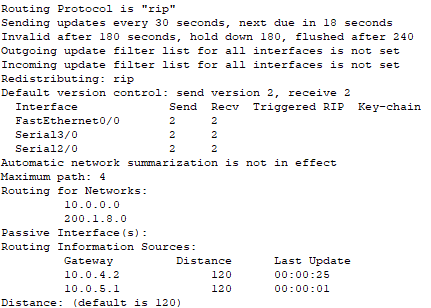 Routing Protocol is "rip"
Sending updates every 30 seconds, next due in 18 seconds
Invalid after 180 seconds, hold down 180, flushed after 240
Outgoing update filter list for all interfaces is not set
Incoming update filter list for all interfaces is not set
Redistributing: rip
Default version control: send version 2, receive 2
  Interface             Send  Recv  Triggered RIP  Key-chain
  FastEthernet0/0       2     2
  Serial3/0             2     2
  Serial2/0             2     2
Automatic network summarization is not in effect
Maximum path: 4
Routing for Networks:
        10.0.0.0
        200.1.8.0
Passive Interface(s):
Routing Information Sources:
        Gateway         Distance      Last Update
        10.0.4.2             120      00:00:25
        10.0.5.1             120      00:00:01
Distance: (default is 120)